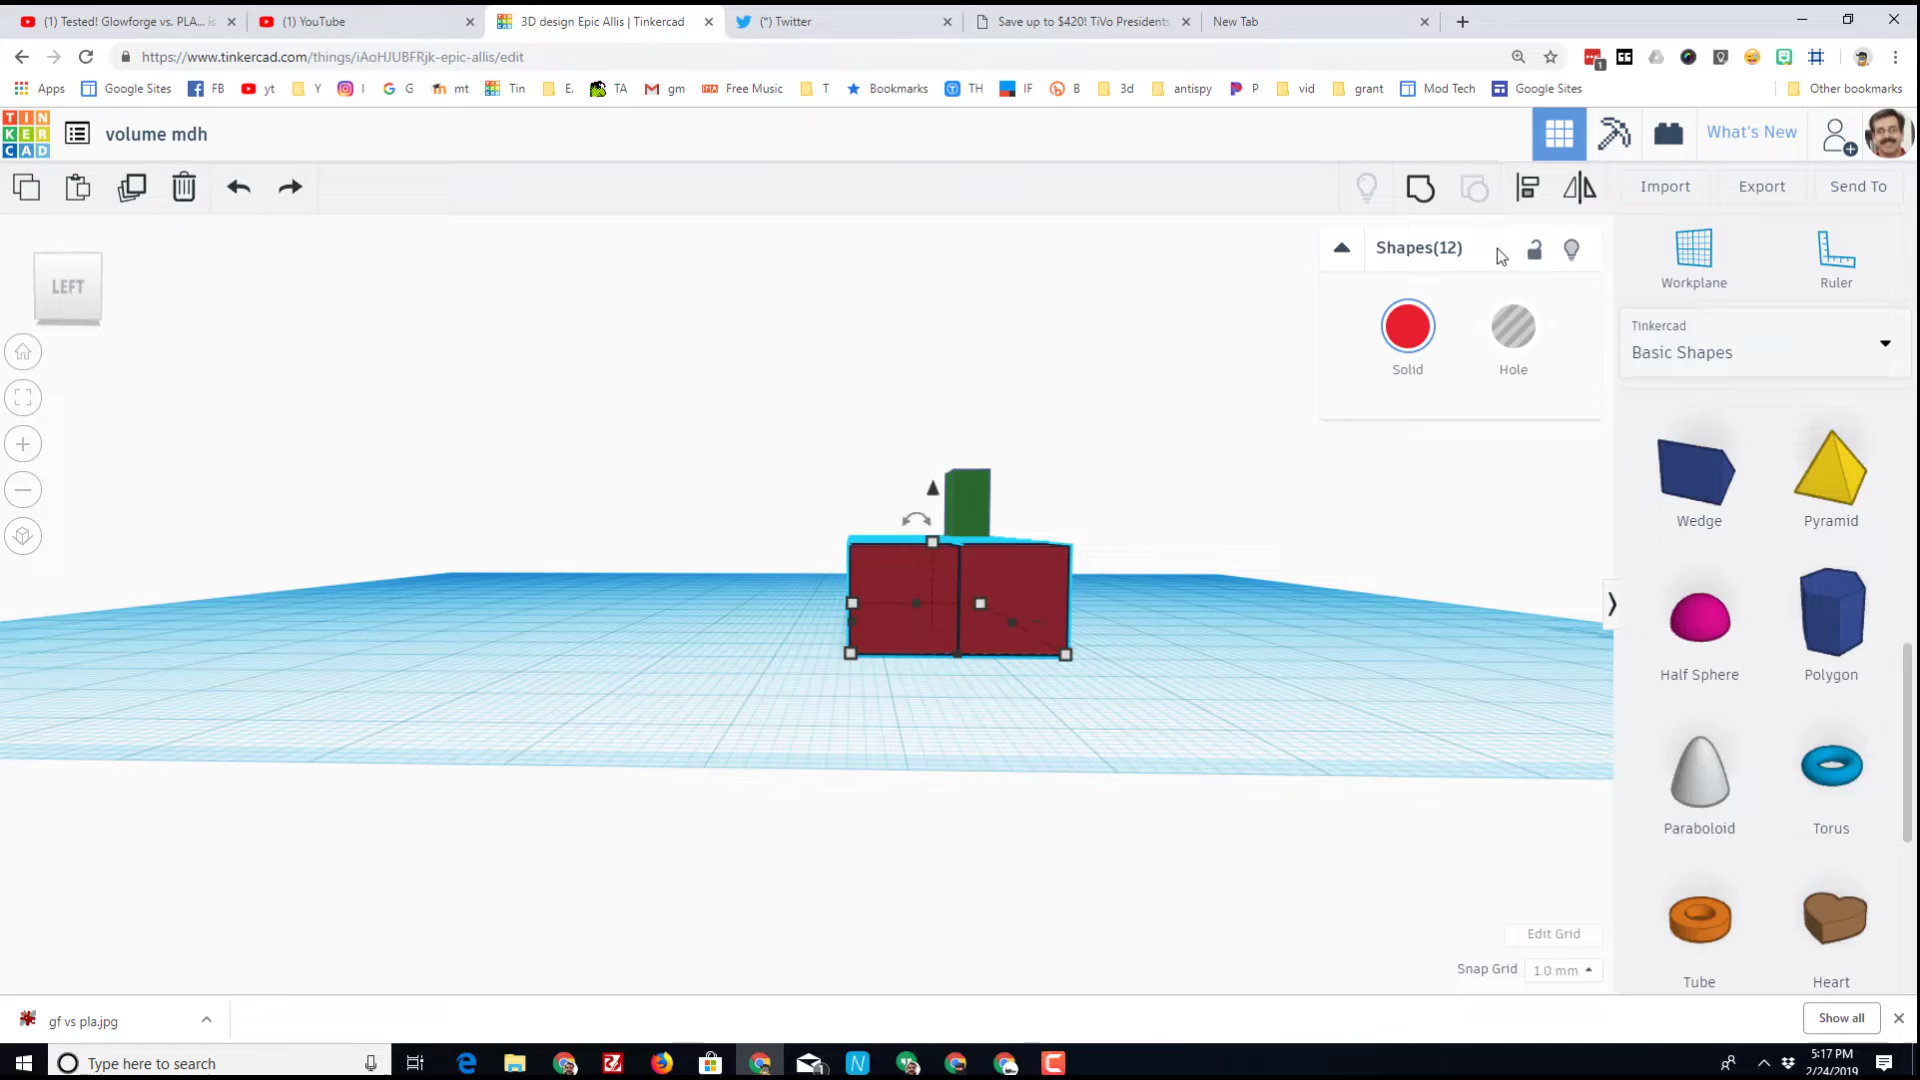 (1) Tested! Glowforge vs. PLA... is
(1) YouTube
3D design Epic Allis | Tinkercad
(*) Twitter
Save up to $420! TiVo Presidents
New Tab
https://www.tinkercad.com/things/iAoHJUBFRjk-epic-allis/edit
1
Apps
Google Sites
FB
yt
Y
I
G
mt
Tin
E.
TA
gm
Free Music
T
Bookmarks
TH
IF
B
3d
antispy
P
vid
grant
Mod Tech
Google Sites
Other bookmarks
TIN
KER
CAD
volume mdh
What's New
Import
Export
Send To
LEFT
Shapes(12)
Solid
Hole
Workplane
Ruler
Tinkercad
Basic Shapes
Wedge
Pyramid
Half Sphere
Polygon
Paraboloid
Torus
Tube
Heart
Edit Grid
Snap Grid
1.0 mm
gf vs pla.jpg
Show all
Type here to search
5:17 PM
2/24/2019